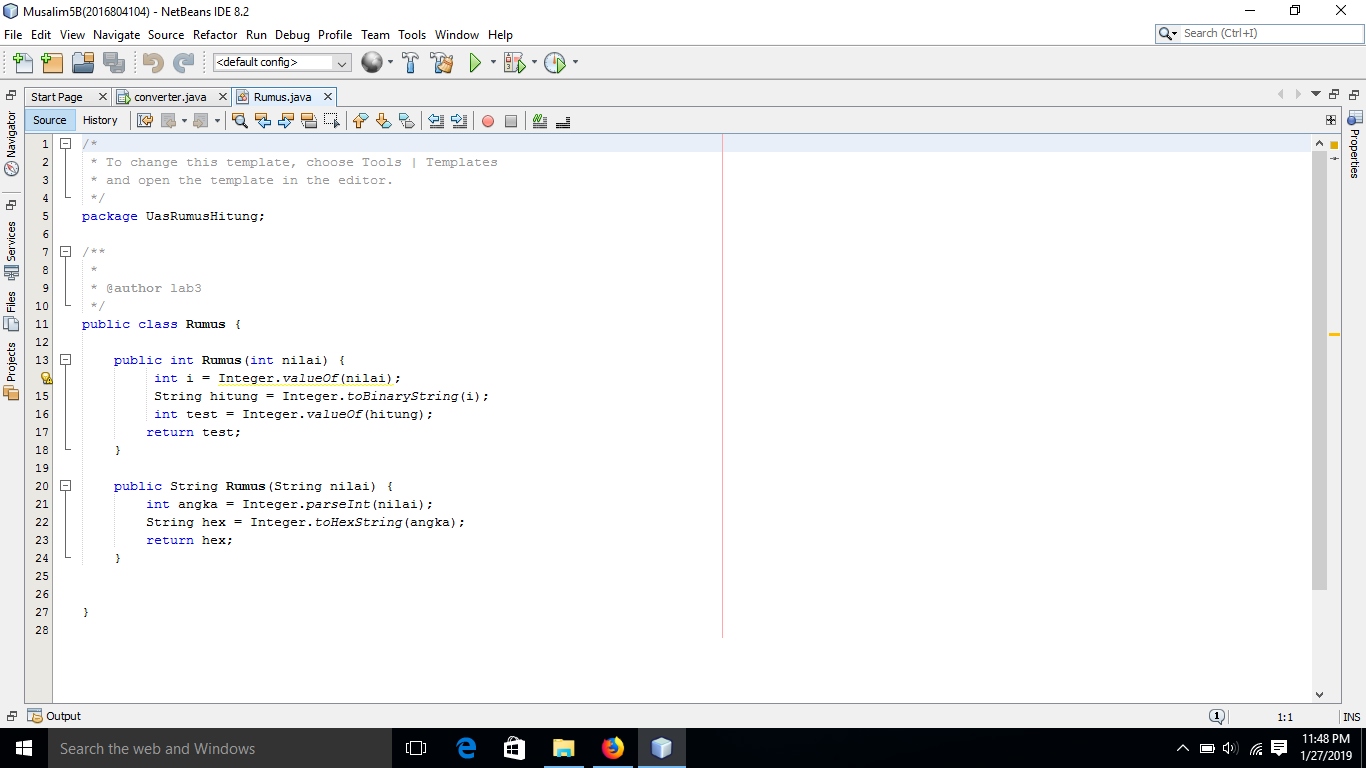 Musalim5B(2016804104) - NetBeans IDE 8.2
File Edit View Navigate Source Refactor Run Debug Profile Team Tools Window Help
Search (Ctrl+I)
<default config>
Start Page converter.java Rumus.java
Source History
Navigator
Services
Files
Projects
Properties
1 /*
2 * To change this template, choose Tools | Templates
3 * and open the template in the editor.
4 */
5 package UasRumusHitung;
6
7 /**
8 *
9 * @author lab3
10 */
11 public class Rumus {
12
13 public int Rumus(int nilai) {
int i = Integer.valueOf(nilai);
15 String hitung = Integer.toBinaryString(i);
16 int test = Integer.valueOf(hitung);
17 return test;
18 }
19
20 public String Rumus(String nilai) {
21 int angka = Integer.parseInt(nilai);
22 String hex = Integer.toHexString(angka);
23 return hex;
24 }
25
26
27 }
28
Output
1 1:1 INS
Search the web and Windows
11:48 PM
1/27/2019